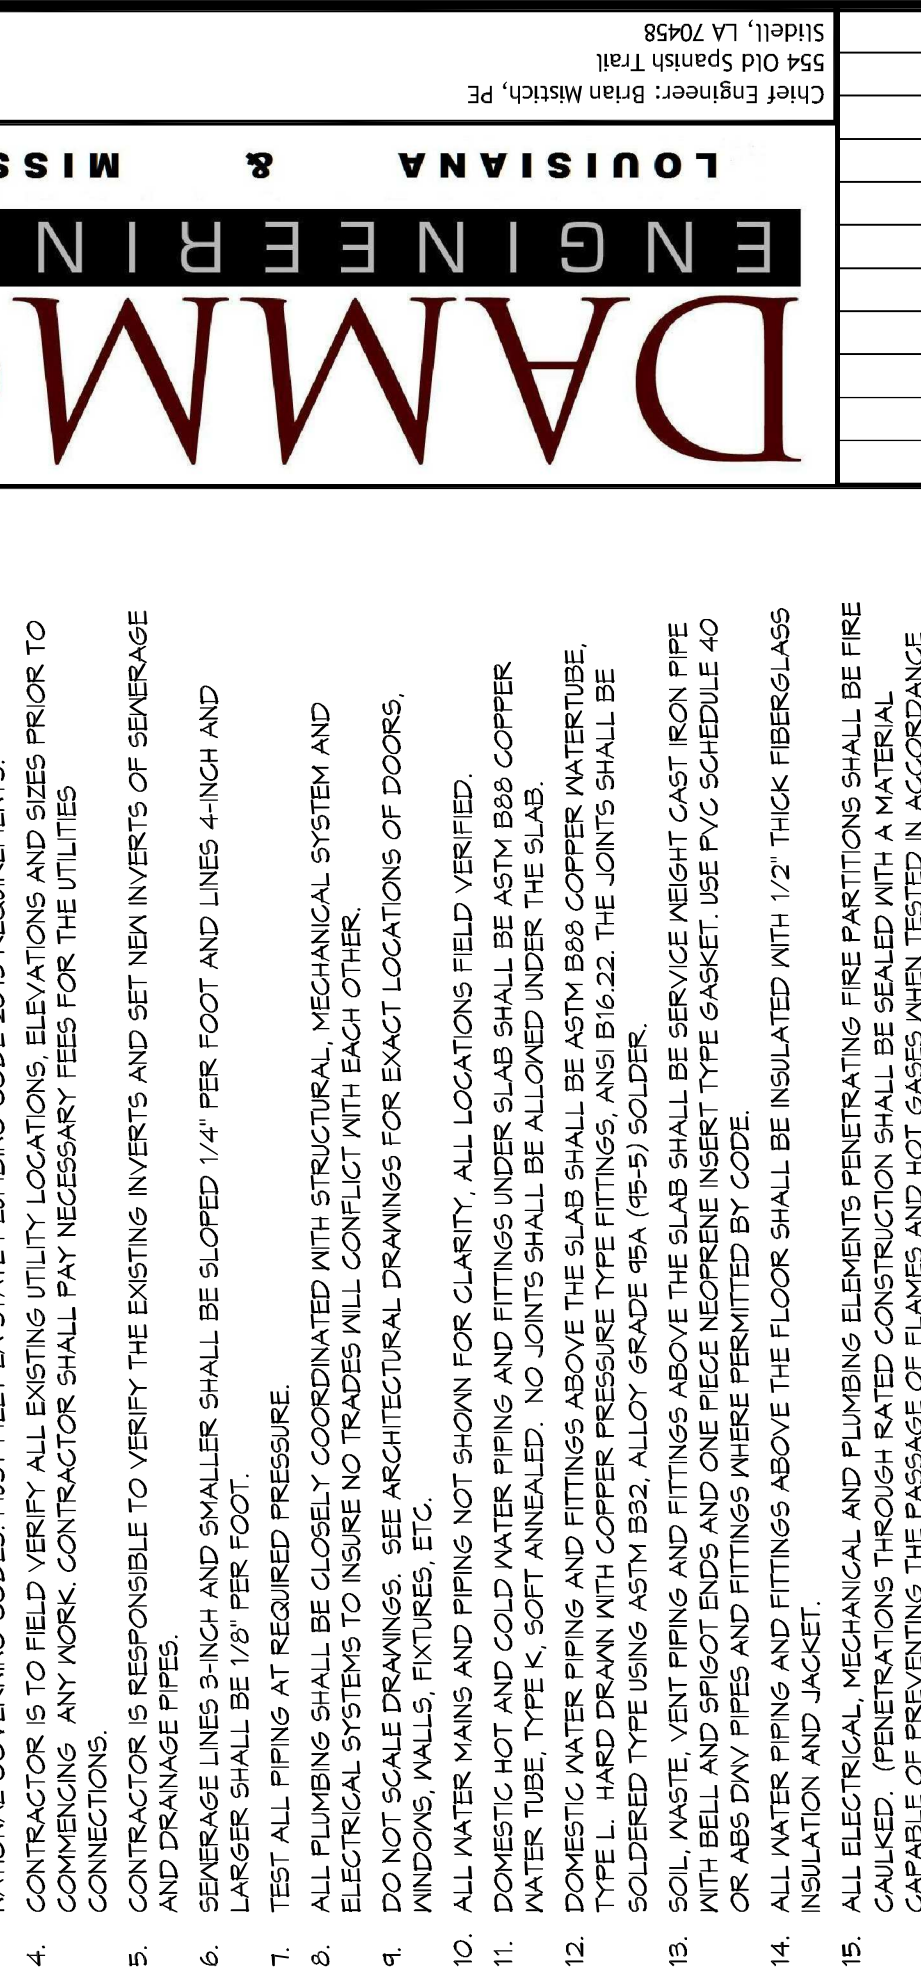 DAMM
ENGINEERIN
LOUISIANA & MISS
Chief Engineer: Brian Mistich, PE
554 Old Spanish Trail
Slidell, LA 70458
4. CONTRACTOR IS TO FIELD VERIFY ALL EXISTING UTILITY LOCATIONS, ELEVATIONS AND SIZES PRIOR TO
COMMENCING ANY WORK. CONTRACTOR SHALL PAY NECESSARY FEES FOR THE UTILITIES
CONNECTIONS.
5. CONTRACTOR IS RESPONSIBLE TO VERIFY THE EXISTING INVERTS AND SET NEW INVERTS OF SEWERAGE
AND DRAINAGE PIPES.
6. SEWERAGE LINES 3-INCH AND SMALLER SHALL BE SLOPED 1/4" PER FOOT AND LINES 4-INCH AND
LARGER SHALL BE 1/8" PER FOOT.
7. TEST ALL PIPING AT REQUIRED PRESSURE.
8. ALL PLUMBING SHALL BE CLOSELY COORDINATED WITH STRUCTURAL, MECHANICAL SYSTEM AND
ELECTRICAL SYSTEMS TO INSURE NO TRADES WILL CONFLICT WITH EACH OTHER.
9. DO NOT SCALE DRAWINGS. SEE ARCHITECTURAL DRAWINGS FOR EXACT LOCATIONS OF DOORS,
WINDOWS, WALLS, FIXTURES, ETC.
10. ALL WATER MAINS AND PIPING NOT SHOWN FOR CLARITY, ALL LOCATIONS FIELD VERIFIED.
11. DOMESTIC HOT AND COLD WATER PIPING AND FITTINGS UNDER SLAB SHALL BE ASTM B88 COPPER
WATER TUBE, TYPE K, SOFT ANNEALED. NO JOINTS SHALL BE ALLOWED UNDER THE SLAB.
12. DOMESTIC WATER PIPING AND FITTINGS ABOVE THE SLAB SHALL BE ASTM B88 COPPER WATERTUBE,
TYPE L. HARD DRAWN WITH COPPER PRESSURE TYPE FITTINGS, ANSI B16.22. THE JOINTS SHALL BE
SOLDERED TYPE USING ASTM B32, ALLOY GRADE 95A (95-5) SOLDER.
13. SOIL, WASTE, VENT PIPING AND FITTINGS ABOVE THE SLAB SHALL BE SERVICE WEIGHT CAST IRON PIPE
WITH BELL AND SPIGOT ENDS AND ONE PIECE NEOPRENE INSERT TYPE GASKET. USE PVC SCHEDULE 40
OR ABS DWV PIPES AND FITTINGS WHERE PERMITTED BY CODE.
14. ALL WATER PIPING AND FITTINGS ABOVE THE FLOOR SHALL BE INSULATED WITH 1/2" THICK FIBERGLASS
INSULATION AND JACKET.
15. ALL ELECTRICAL, MECHANICAL AND PLUMBING ELEMENTS PENETRATING FIRE PARTITIONS SHALL BE FIRE
CAULKED. (PENETRATIONS THROUGH RATED CONSTRUCTION SHALL BE SEALED WITH A MATERIAL
CAPABLE OF PREVENTING THE PASSAGE OF FLAMES AND HOT GASES WHEN TESTED IN ACCORDANCE